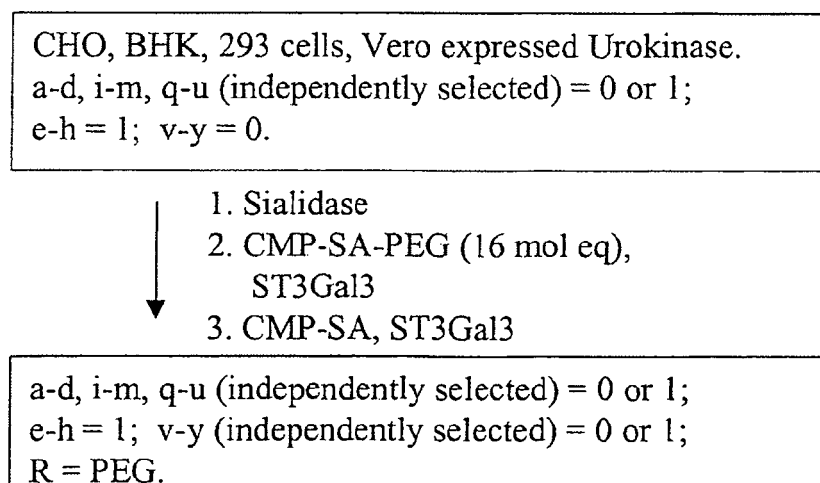 CHO, BHK, 293 cells, Vero expressed Urokinase.
a-d, i-m, q-u (independently selected) = 0 or 1;
e-h = 1; v-y = 0.
1. Sialidase
2. CMP-SA-PEG (16 mol eq),
ST3Gal3
3. CMP-SA, ST3Gal3
a-d, i-m, q-u (independently selected) = 0 or 1;
e-h = 1; v-y (independently selected) = 0 or 1;
R = PEG.